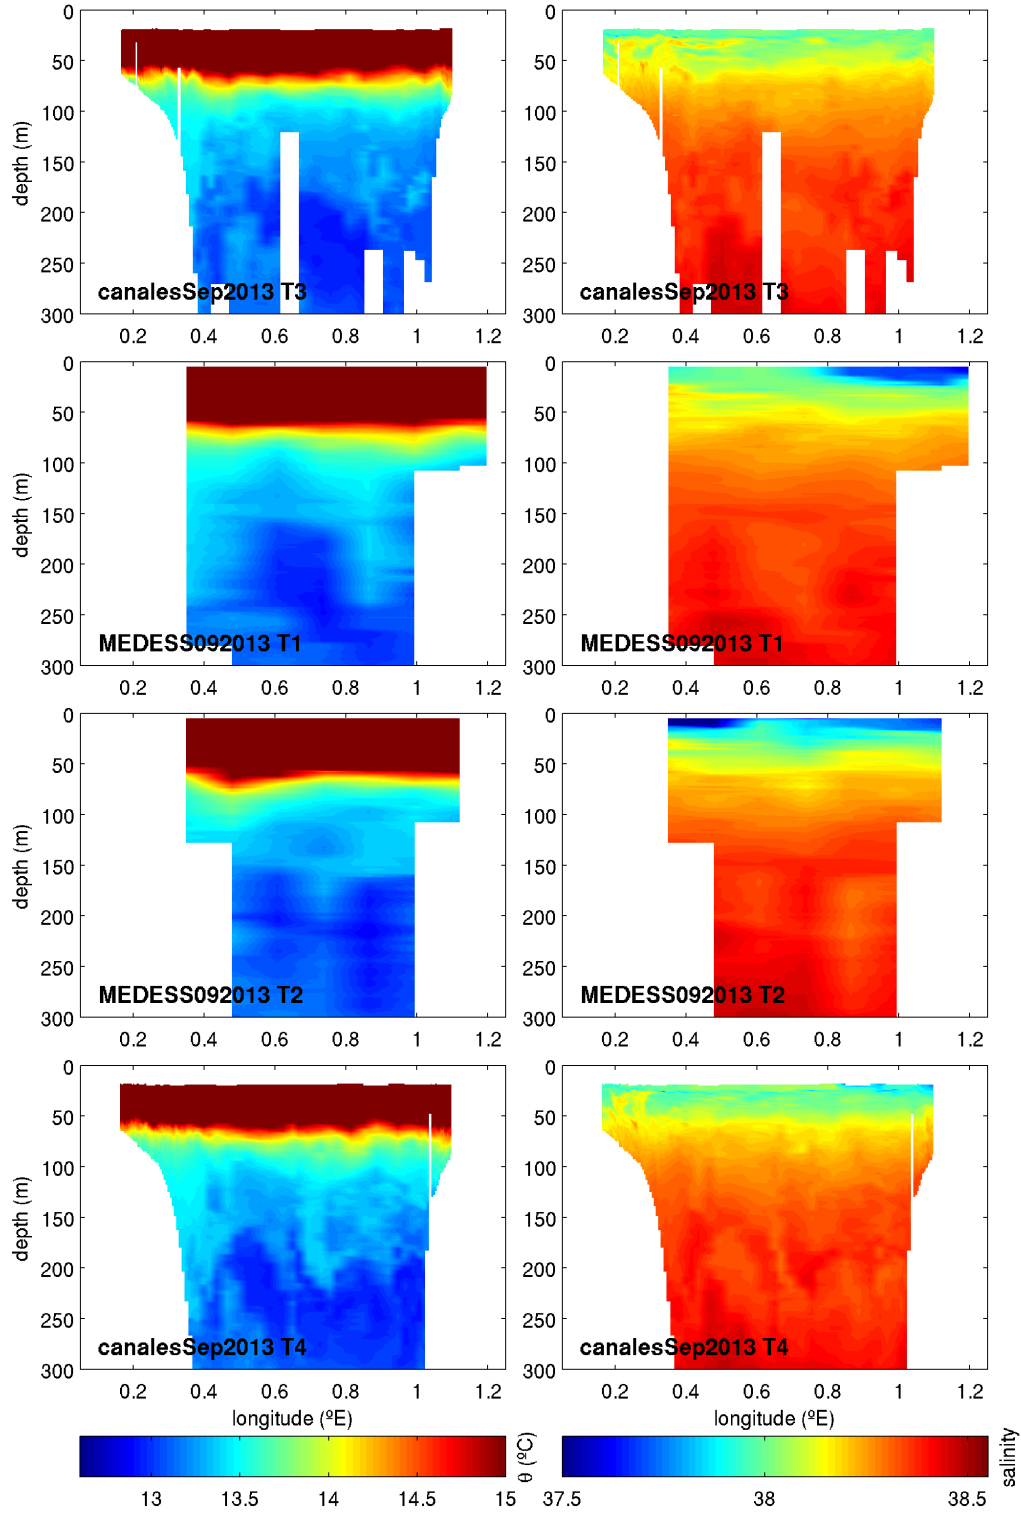 0
50
100
150
200
250
300
depth (m)
canalesSep2013 T3
0.2 0.4 0.6 0.8 1 1.2
0
50
100
150
200
250
300
canalesSep2013 T3
0.2 0.4 0.6 0.8 1 1.2
0
50
100
150
200
250
300
depth (m)
MEDESS092013 T1
0.2 0.4 0.6 0.8 1 1.2
0
50
100
150
200
250
300
MEDESS092013 T1
0.2 0.4 0.6 0.8 1 1.2
0
50
100
150
200
250
300
depth (m)
MEDESS092013 T2
0.2 0.4 0.6 0.8 1 1.2
0
50
100
150
200
250
300
MEDESS092013 T2
0.2 0.4 0.6 0.8 1 1.2
0
50
100
150
200
250
300
depth (m)
canalesSep2013 T4
0.2 0.4 0.6 0.8 1 1.2
longitude (ºE)
0
50
100
150
200
250
300
canalesSep2013 T4
0.2 0.4 0.6 0.8 1 1.2
longitude (ºE)
13 13.5 14 14.5 15
θ (ºC)
37.5 38 38.5
salinity